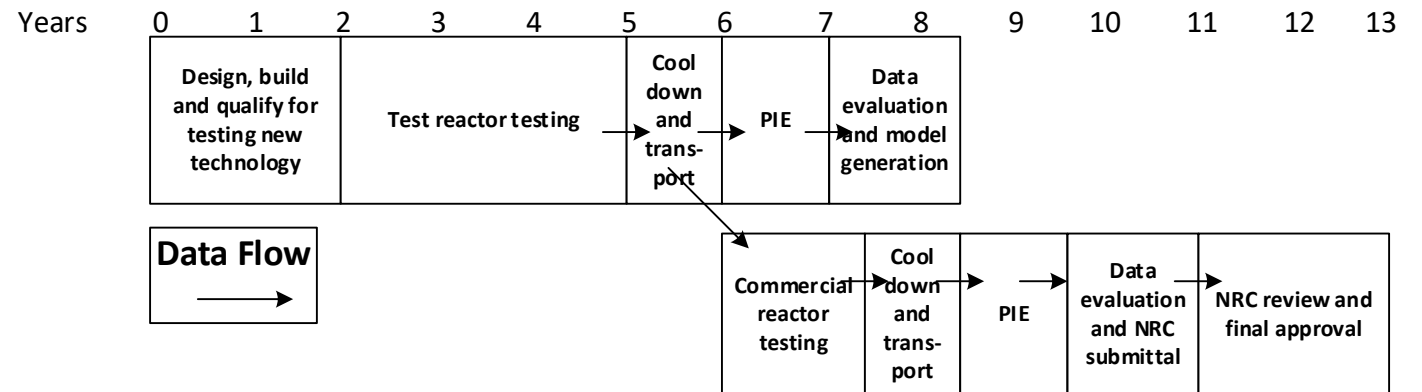 Years 0 1 2 3 4 5 6 7 8 9 10 11 12 13
Design, build
and qualify for
testing new
technology
Test reactor testing
Cool
down
and
trans-
port
PIE
Data
evaluation
and model
generation
Data Flow
Commercial
reactor
testing
Cool
down
and
trans-
port
PIE
Data
evaluation
and NRC
submittal
NRC review and
final approval